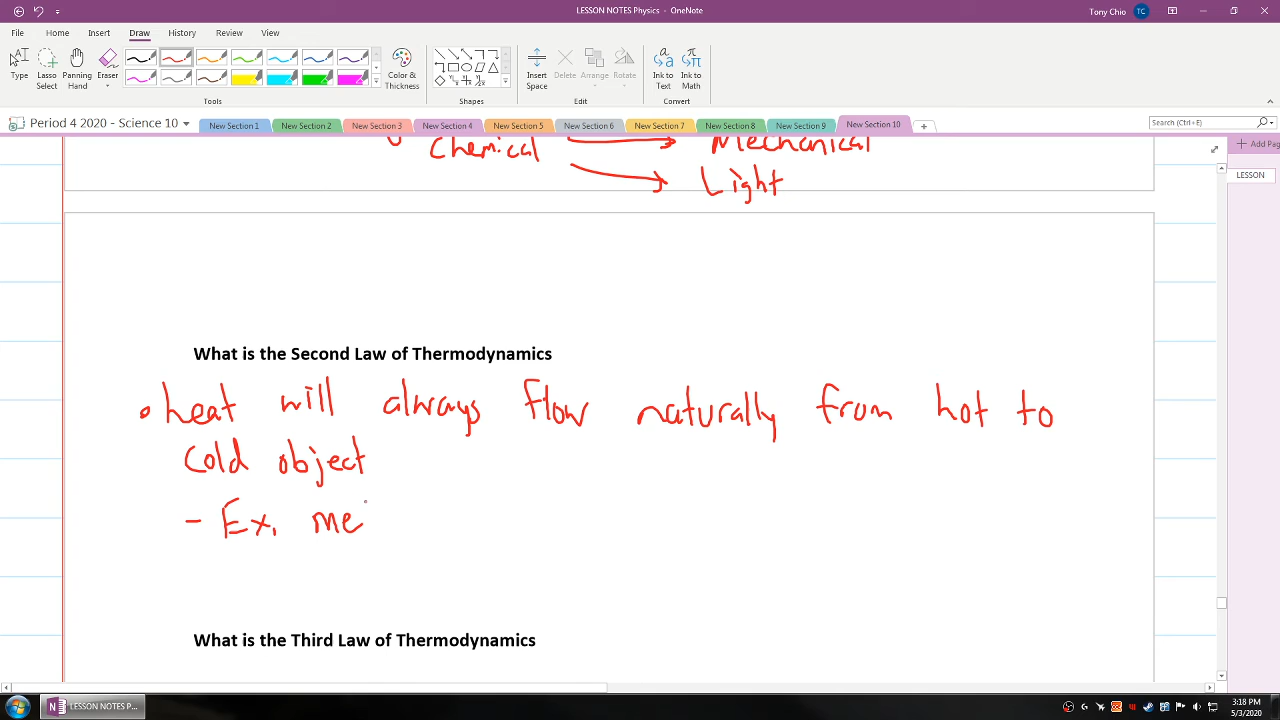 LESSON NOTES Physics - OneNote
Tony Chio TC
File Home Insert Draw History Review View
Type Lasso Select Panning Hand Eraser Color & Thickness Insert Space Delete Arrange Rotate Ink to Text Ink to Math
Tools Shapes Edit Convert
Period 4 2020 - Science 10 New Section 1 New Section 2 New Section 3 New Section 4 New Section 5 New Section 6 New Section 7 New Section 8 New Section 9 New Section 10 Search (Ctrl+E)
Add Pag
LESSON
Chemical Mechanical
Light
What is the Second Law of Thermodynamics
• heat will always flow naturally from hot to
cold object
- Ex. me
What is the Third Law of Thermodynamics
LESSON NOTES P...
3:18 PM
5/3/2020